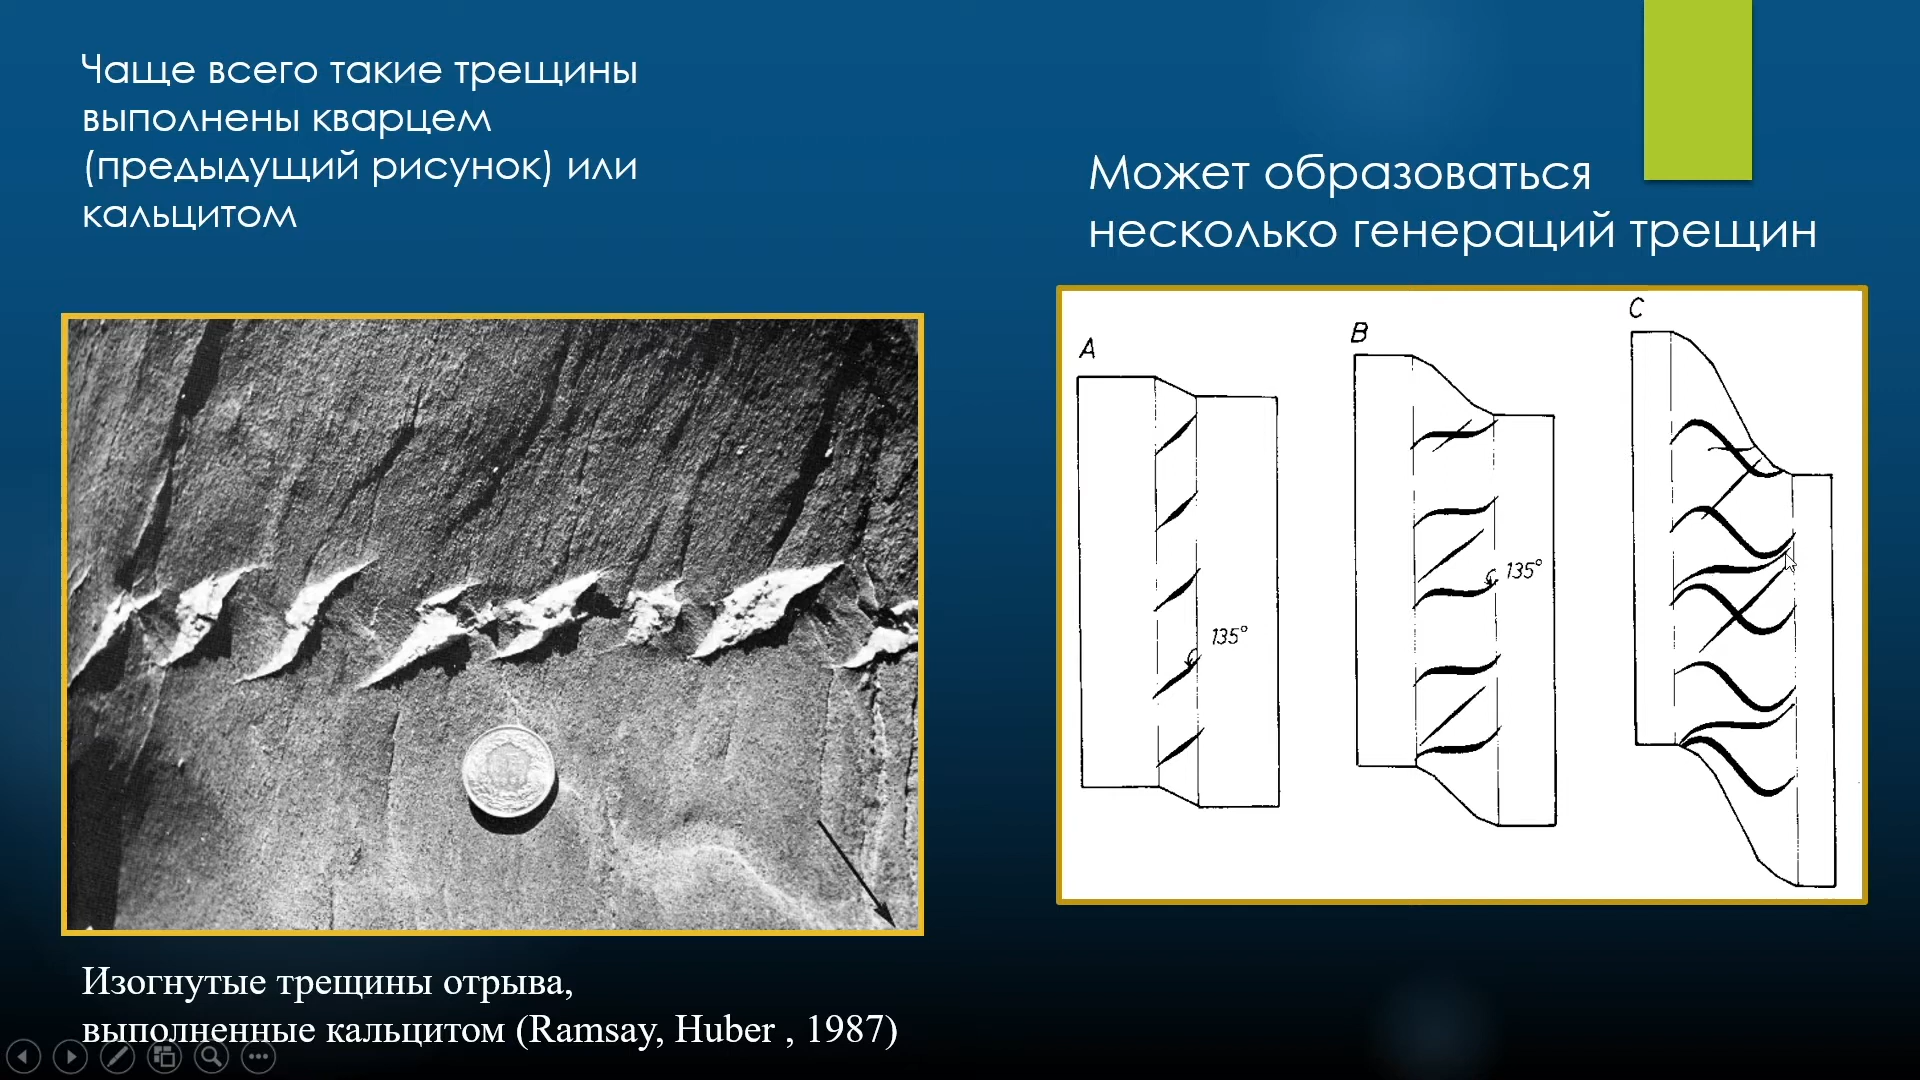 Чаще всего такие трещины
выполнены кварцем
(предыдущий рисунок) или
кальцитом
Может образоваться
несколько генераций трещин
A
B
C
135°
135°
Изогнутые трещины отрыва,
выполненные кальцитом (Ramsay, Huber , 1987)